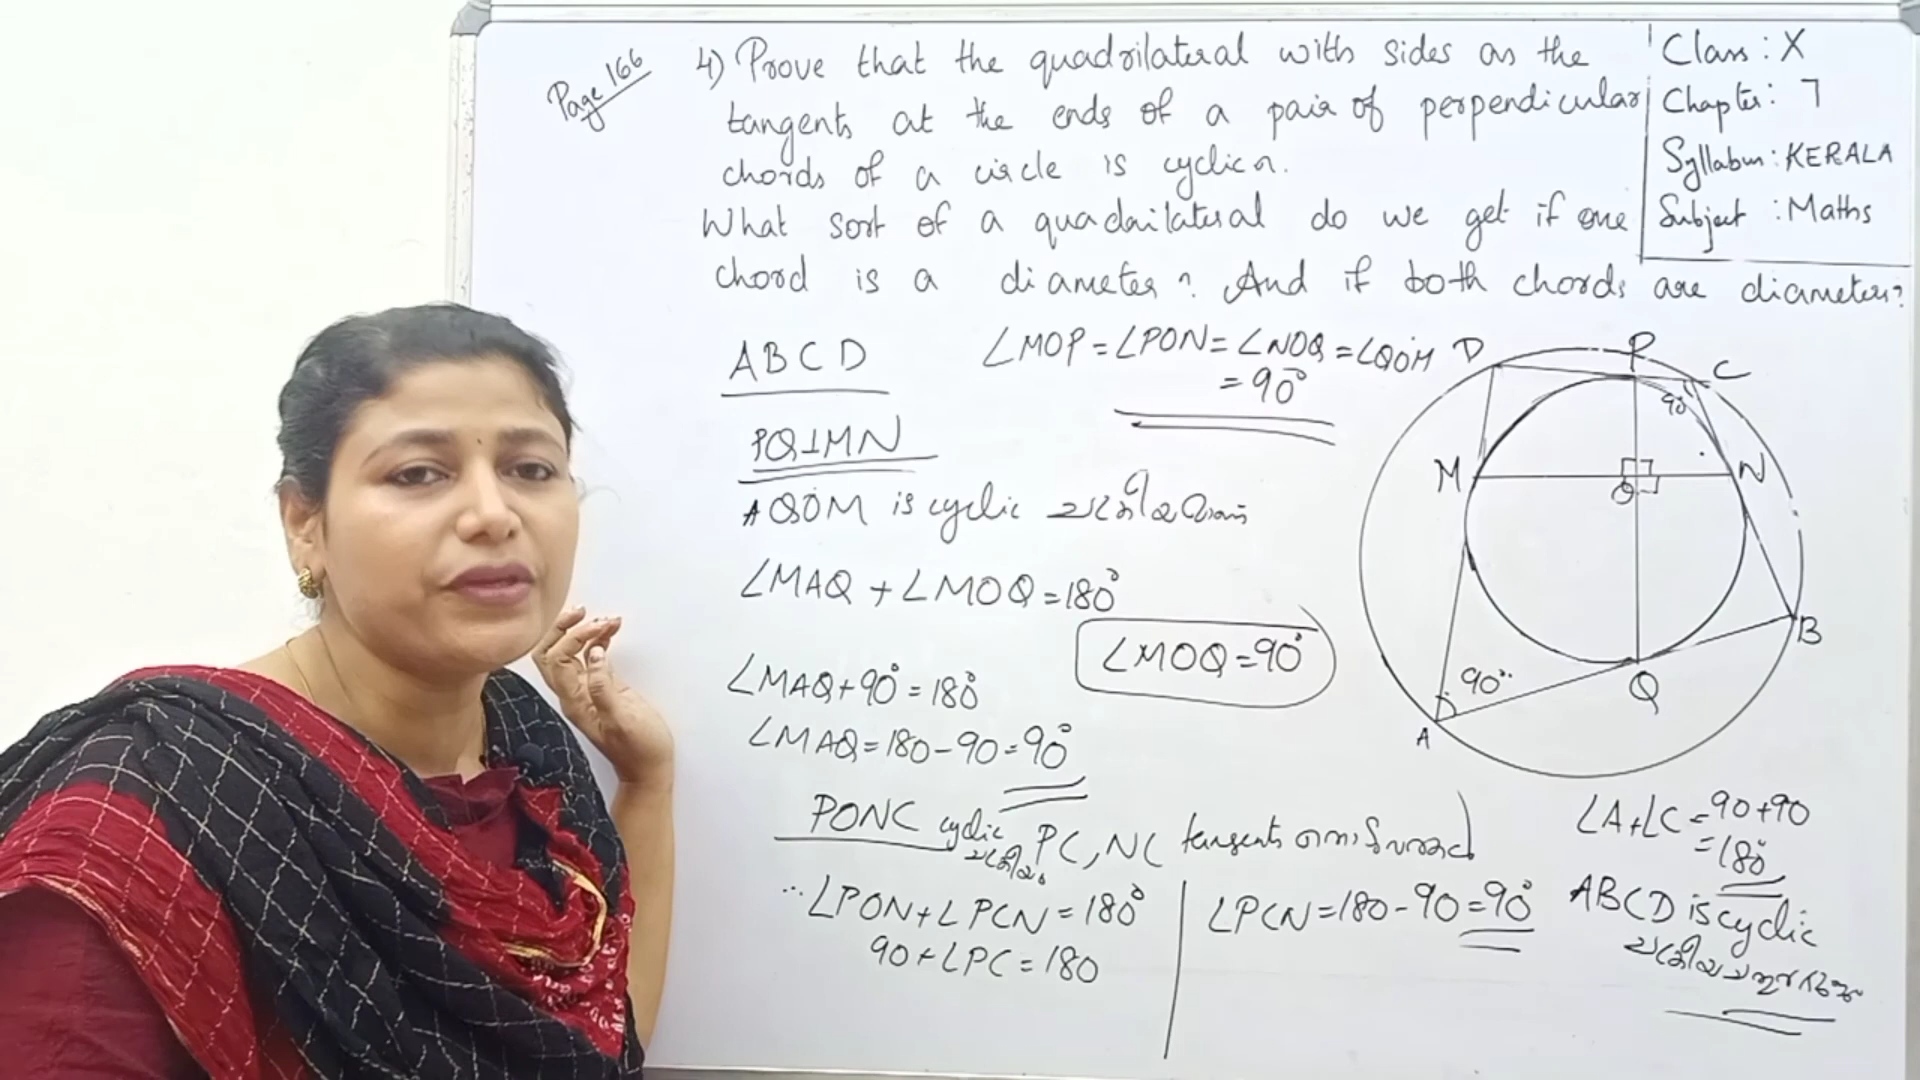 Page 166
4) Prove that the quadrilateral with sides as the
tangents at the ends of a pair of perpendicular
chords of a circle is cyclic.
What sort of a quadrilateral do we get if one
chord is a diameter? And if both chords are diameters?
Class : X
Chapter : 7
Syllabus : KERALA
Subject : Maths
ABCD
∠MOP = ∠PON = ∠NOQ = ∠QOM
= 90°
PQ⊥MN
AQOM is cyclic
∠MAQ + ∠MOQ = 180°
∠MOQ = 90°
∠MAQ + 90° = 180°
∠MAQ = 180 - 90 = 90°
PONC cyclic
PC, NC tangents
∴ ∠PON + ∠PCN = 180°
90 + ∠PC = 180
∠PCN = 180 - 90 = 90°
D
P
C
90
M
O
N
B
90°
Q
A
∠A + ∠C = 90 + 90
= 180°
ABCD is cyclic